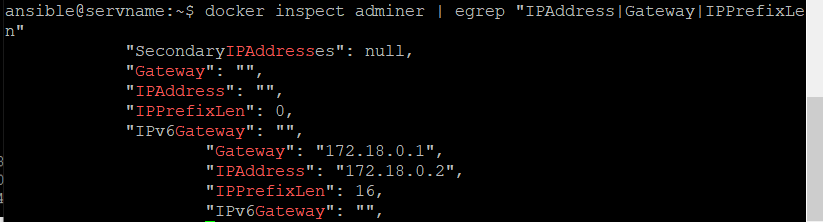 ansible@servname:~$ docker inspect adminer | egrep "IPAddress|Gateway|IPPrefixLe
n"
"SecondaryIPAddresses": null,
"Gateway": "",
"IPAddress": "",
"IPPrefixLen": 0,
"IPv6Gateway": "",
"Gateway": "172.18.0.1",
"IPAddress": "172.18.0.2",
"IPPrefixLen": 16,
"IPv6Gateway": "",